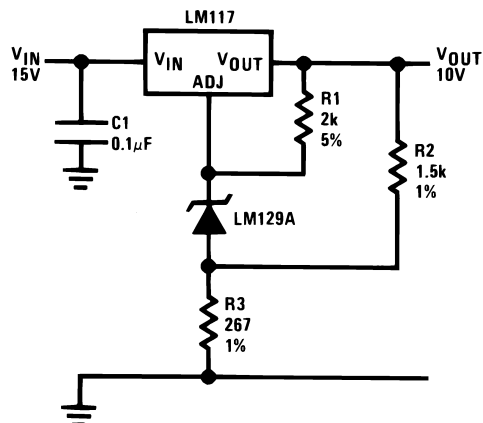 LM117
VIN
15V
VIN
VOUT
ADJ
VOUT
10V
C1
0.1μF
R1
2k
5%
R2
1.5k
1%
LM129A
R3
267
1%